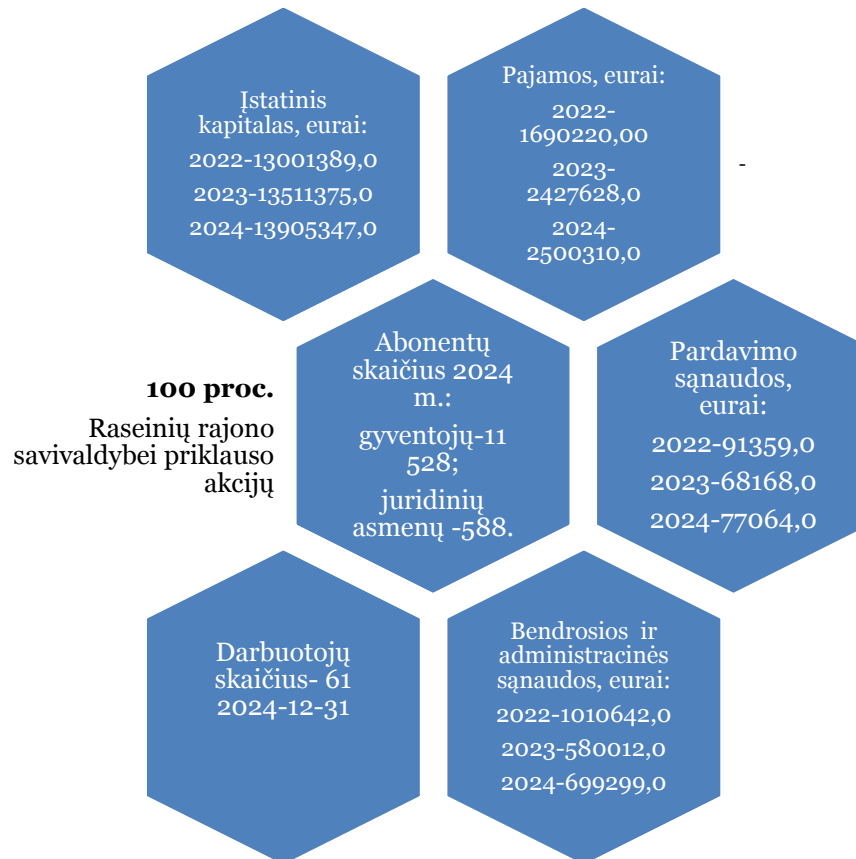 Įstatinis
kapitalas, eurai:
2022-13001389,0
2023-13511375,0
2024-13905347,0
Pajamos, eurai:
2022-
1690220,00
2023-
2427628,0
2024-
2500310,0
-
100 proc.
Raseinių rajono
savivaldybei priklauso
akcijų
Abonentų
skaičius 2024
m.:
gyventojų-11
528;
juridinių
asmenų -588.
Pardavimo
sąnaudos,
eurai:
2022-91359,0
2023-68168,0
2024-77064,0
Darbuotojų
skaičius- 61
2024-12-31
Bendrosios ir
administracinės
sąnaudos, eurai:
2022-1010642,0
2023-580012,0
2024-699299,0